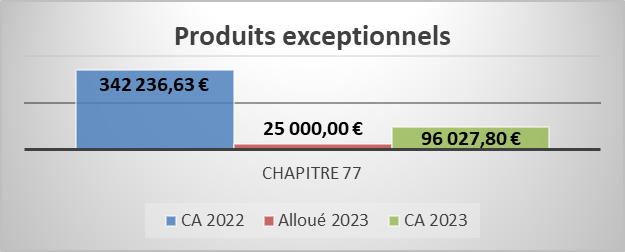 Produits exceptionnels
342 236,63 €
25 000,00 €
96 027,80 €
CHAPITRE 77
CA 2022 Alloué 2023 CA 2023